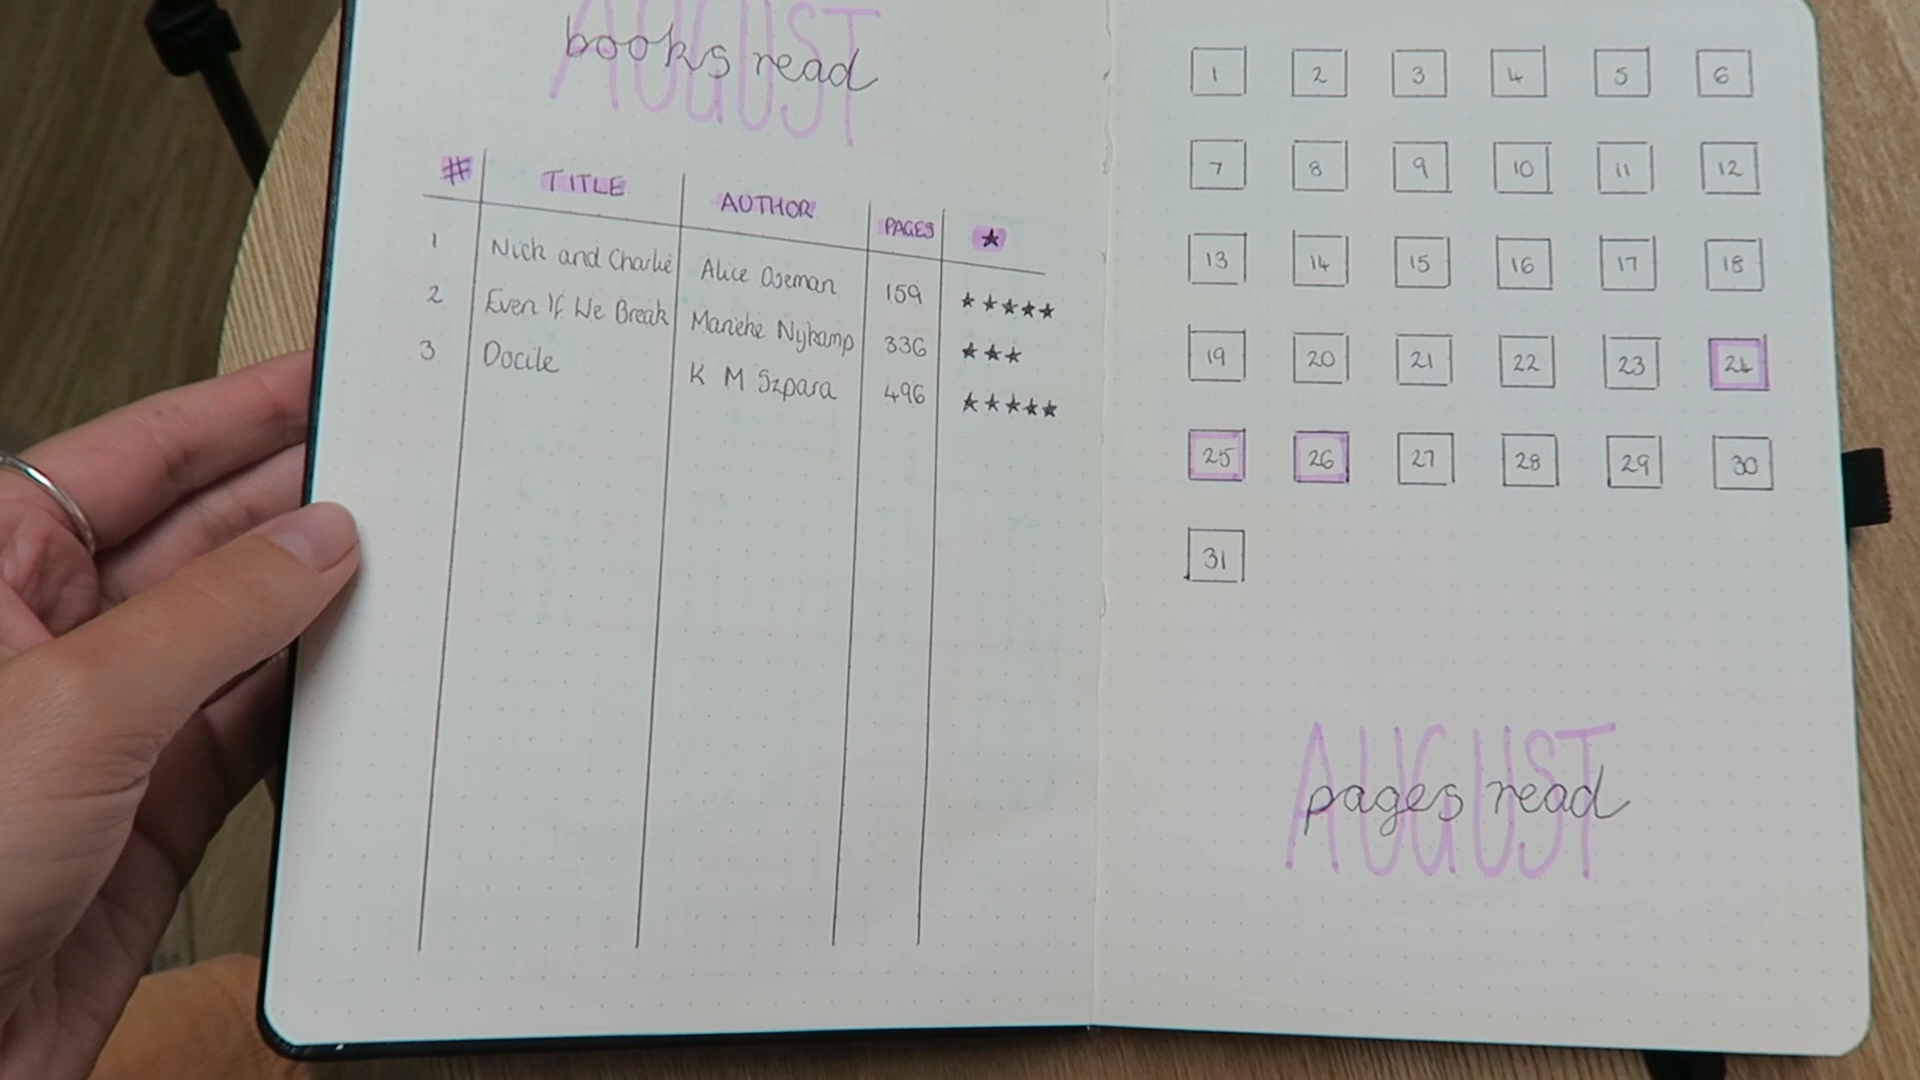 AUGUST
books read
# TITLE AUTHOR PAGES ★
1 Nick and Charlie Alice Oseman 159 ★★★★★
2 Even If We Break Marieke Nijkamp 336 ★★★
3 Docile K M Szpara 496 ★★★★★
1 2 3 4 5 6
7 8 9 10 11 12
13 14 15 16 17 18
19 20 21 22 23 24
25 26 27 28 29 30
31
AUGUST
pages read